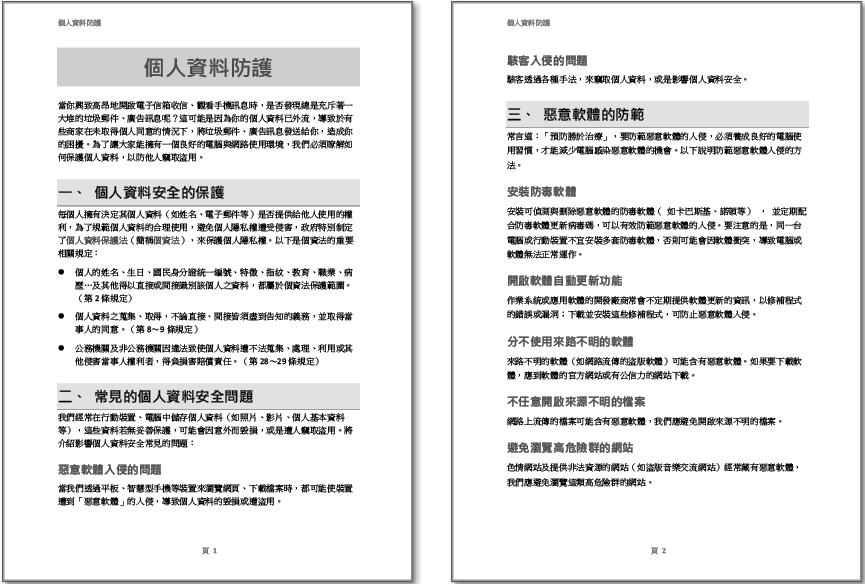 個人資料防護
個人資料防護
當你興致高昂地開啟電子信箱收信、觀看手機訊息時，是否發現總是充斥著一
大堆的垃圾郵件、廣告訊息呢？這可能是因為你的個人資料已外流，導致於有
些商家在未取得個人同意的情況下，將垃圾郵件、廣告訊息發送給你，造成你
的困擾。為了讓大家能擁有一個良好的電腦與網路使用環境，我們必須瞭解如
何保護個人資料，以防他人竊取盜用。
一、 個人資料安全的保護
每個人擁有決定其個人資料（如姓名、電子郵件等）是否提供給他人使用的權
利，為了規範個人資料的合理使用，避免個人隱私權遭受侵害，政府特別制定
了個人資料保護法（簡稱個資法），來保護個人隱私權。以下是個資法的重要
相關規定：
● 個人的姓名、生日、國民身分證統一編號、特徵、指紋、教育、職業、病
歷…及其他得以直接或間接識別該個人之資料，都屬於個資法保護範圍。
（第 2 條規定）
● 個人資料之蒐集、取得，不論直接、間接皆須盡到告知的義務，並取得當
事人的同意。（第 8～9 條規定）
● 公務機關及非公務機關因違法致使個人資料遭不法蒐集、處理、利用或其
他侵害當事人權利者，得負損害賠償責任。（第 28～29 條規定）
二、 常見的個人資料安全問題
我們經常在行動裝置、電腦中儲存個人資料（如照片、影片、個人基本資料
等），這些資料若無妥善保護，可能會因意外而毀損，或是遭人竊取盜用。將
介紹影響個人資料安全常見的問題：
惡意軟體入侵的問題
當我們透過平板、智慧型手機等裝置來瀏覽網頁、下載檔案時，都可能使裝置
遭到「惡意軟體」的入侵，導致個人資料的毀損或遭盜用。
頁 1
個人資料防護
駭客入侵的問題
駭客透過各種手法，來竊取個人資料，或是影響個人資料安全。
三、 惡意軟體的防範
常言道：「預防勝於治療」，要防範惡意軟體的入侵，必須養成良好的電腦使
用習慣，才能減少電腦感染惡意軟體的機會。以下說明防範惡意軟體入侵的方
法。
安裝防毒軟體
安裝可偵測與刪除惡意軟體的防毒軟體（ 如卡巴斯基、諾頓等） ， 並定期配
合防毒軟體更新病毒碼，可以有效防範惡意軟體的入侵。要注意的是，同一台
電腦或行動裝置不宜安裝多套防毒軟體，否則可能會因軟體衝突，導致電腦或
軟體無法正常運作。
開啟軟體自動更新功能
作業系統或應用軟體的開發廠商常會不定期提供軟體更新的資訊，以修補程式
的錯誤或漏洞；下載並安裝這些修補程式，可防止惡意軟體入侵。
分不使用來路不明的軟體
來路不明的軟體（如網路流傳的盜版軟體）可能含有惡意軟體。如果要下載軟
體，應到軟體的官方網站或有公信力的網站下載。
不任意開啟來源不明的檔案
網路上流傳的檔案可能含有惡意軟體，我們應避免開啟來源不明的檔案。
避免瀏覽高危險群的網站
色情網站及提供非法資源的網站（如盜版音樂交流網站）經常藏有惡意軟體，
我們應避免瀏覽這類高危險群的網站。
頁 2